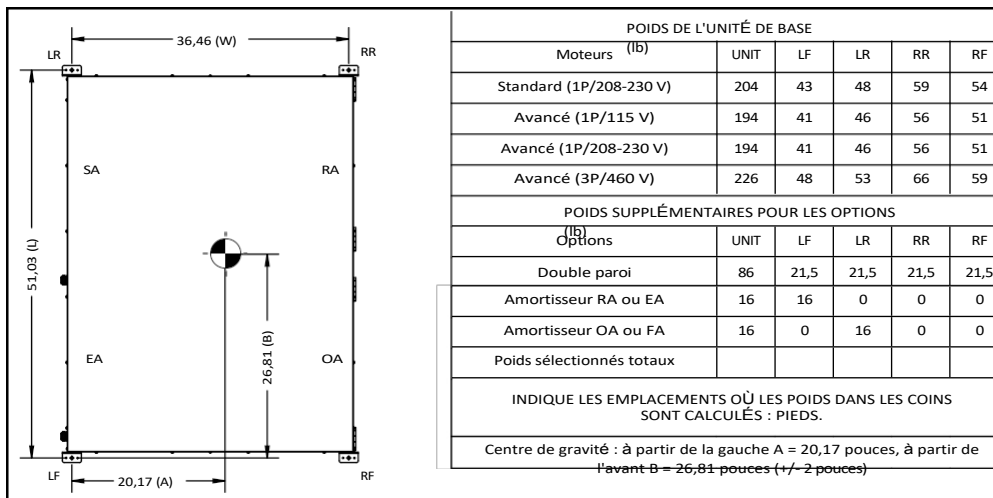 36,46 (W)
LR
RR
SA
RA
51,03 (L)
26,81 (B)
EA
OA
LF
RF
20,17 (A)
POIDS DE L'UNITÉ DE BASE
(lb)
Moteurs UNIT LF LR RR RF
Standard (1P/208-230 V) 204 43 48 59 54
Avancé (1P/115 V) 194 41 46 56 51
Avancé (1P/208-230 V) 194 41 46 56 51
Avancé (3P/460 V) 226 48 53 66 59
POIDS SUPPLÉMENTAIRES POUR LES OPTIONS
(lb)
Options UNIT LF LR RR RF
Double paroi 86 21,5 21,5 21,5 21,5
Amortisseur RA ou EA 16 16 0 0 0
Amortisseur OA ou FA 16 0 16 0 0
Poids sélectionnés totaux
INDIQUE LES EMPLACEMENTS OÙ LES POIDS DANS LES COINS
SONT CALCULÉS : PIEDS.
Centre de gravité : à partir de la gauche A = 20,17 pouces, à partir de
l'avant B = 26,81 pouces (+/- 2 pouces)